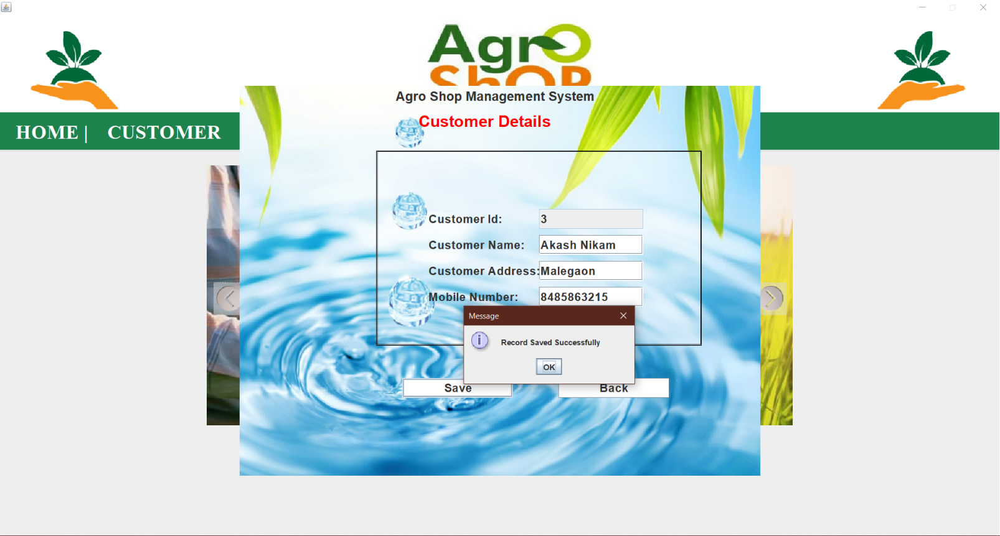 Agro
ShOP
Agro Shop Management System
Customer Details
HOME |    CUSTOMER
Customer Id: 3
Customer Name: Akash Nikam
Customer Address: Malegaon
Mobile Number: 8485863215
Message
Record Saved Successfully
OK
Save Back